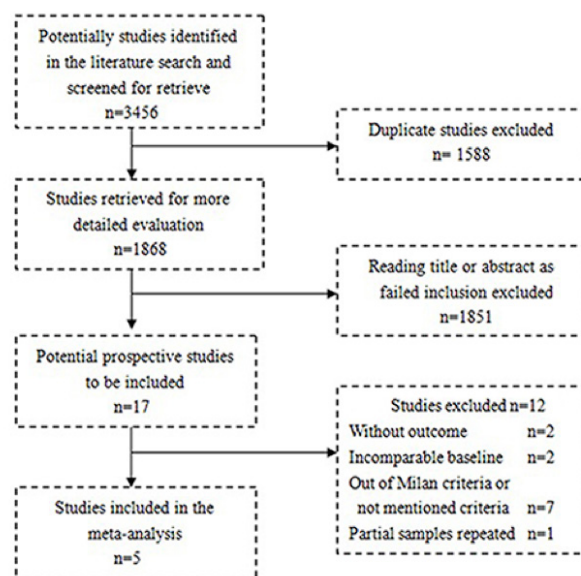 Potentially studies identified
in the literature search and
screened for retrieve
n=3456
Duplicate studies excluded
n= 1588
Studies retrieved for more
detailed evaluation
n=1868
Reading title or abstract as
failed inclusion excluded
n=1851
Potential prospective studies
to be included
n=17
Studies excluded n=12
Without outcome n=2
Incomparable baseline n=2
Out of Milan criteria or
not mentioned criteria n=7
Partial samples repeated n=1
Studies included in the
meta-analysis
n=5